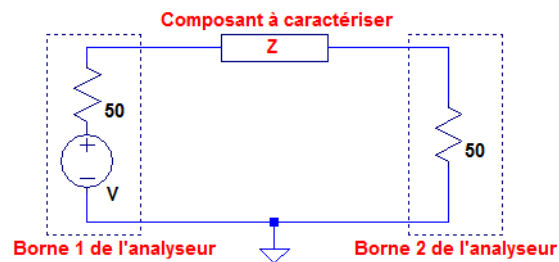 Composant à caractériser
Z
50
50
V
Borne 1 de l'analyseur
Borne 2 de l'analyseur